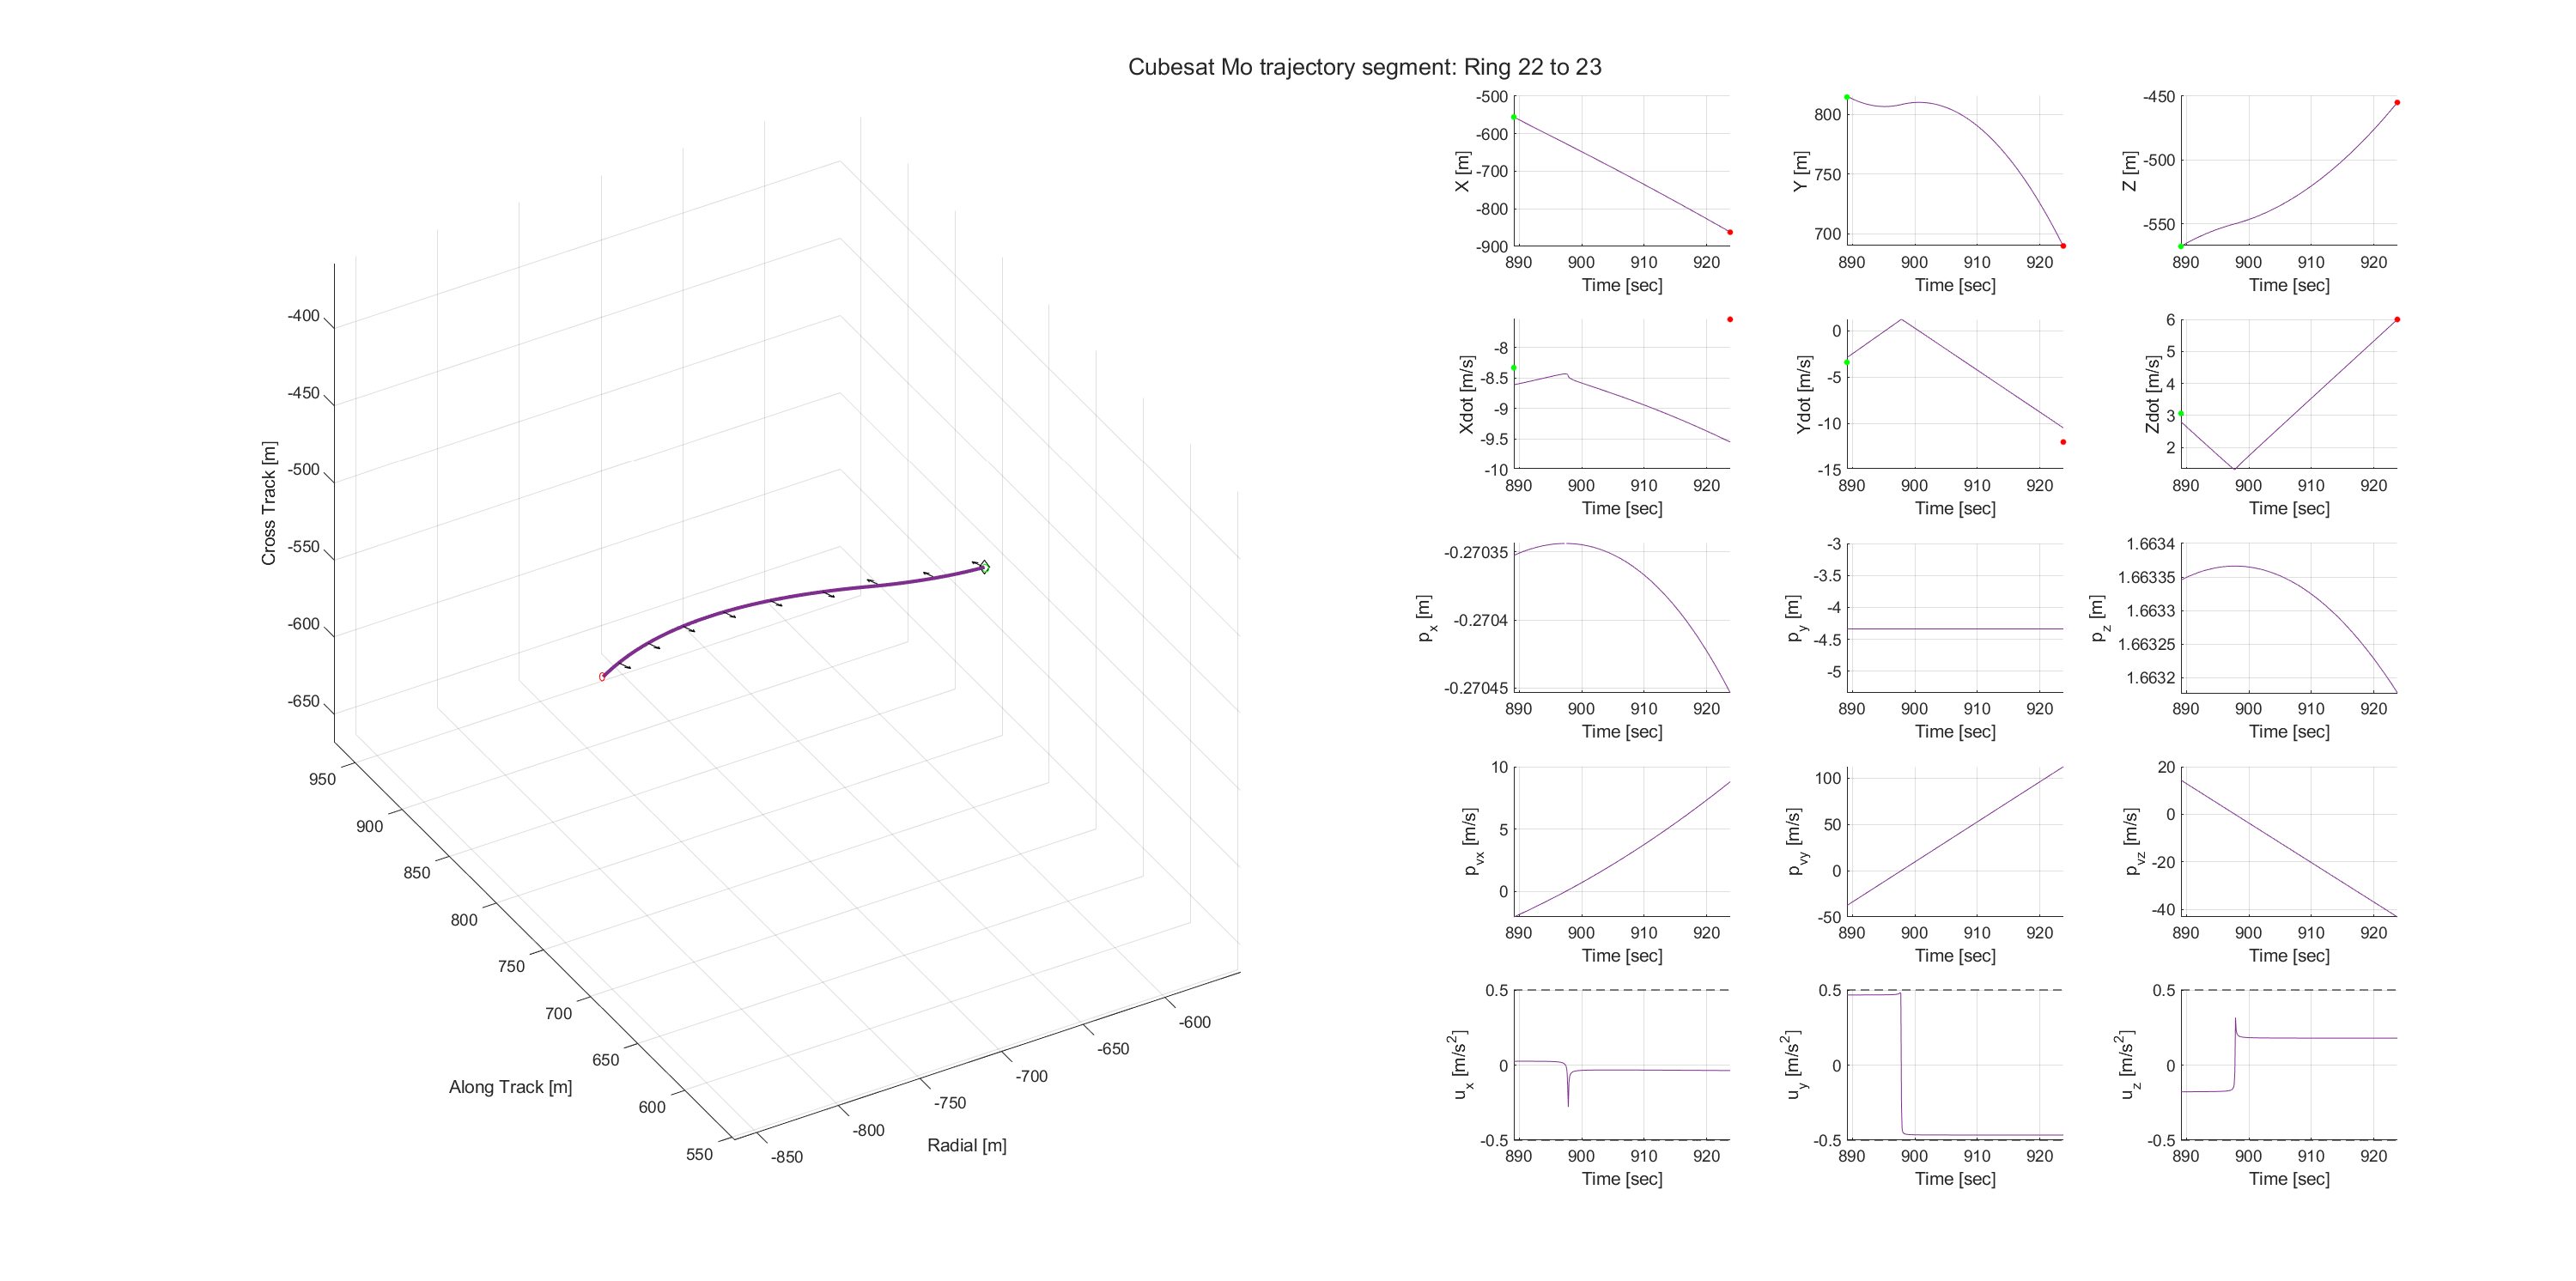 Cubesat Mo trajectory segment: Ring 22 to 23
-400
-450
-500
-550
-600
-650
Cross Track [m]
950
900
850
800
750
700
650
600
550
Along Track [m]
-850
-800
-750
-700
-650
-600
Radial [m]
-500
-600
-700
-800
-900
X [m]
890 900 910 920
Time [sec]
800
750
700
Y [m]
890 900 910 920
Time [sec]
-450
-500
-550
Z [m]
890 900 910 920
Time [sec]
-8
-8.5
-9
-9.5
-10
Xdot [m/s]
890 900 910 920
Time [sec]
0
-5
-10
-15
Ydot [m/s]
890 900 910 920
Time [sec]
6
5
4
3
2
Zdot [m/s]
890 900 910 920
Time [sec]
-0.27035
-0.2704
-0.27045
p_x [m]
890 900 910 920
Time [sec]
-3
-3.5
-4
-4.5
-5
p_y [m]
890 900 910 920
Time [sec]
1.6634
1.66335
1.6633
1.66325
1.6632
p_z [m]
890 900 910 920
Time [sec]
10
5
0
p_vx [m/s]
890 900 910 920
Time [sec]
100
50
0
-50
p_vy [m/s]
890 900 910 920
Time [sec]
20
0
-20
-40
p_vz [m/s]
890 900 910 920
Time [sec]
0.5
0
-0.5
u_x [m/s²]
890 900 910 920
Time [sec]
0.5
0
-0.5
u_y [m/s²]
890 900 910 920
Time [sec]
0.5
0
-0.5
u_z [m/s²]
890 900 910 920
Time [sec]